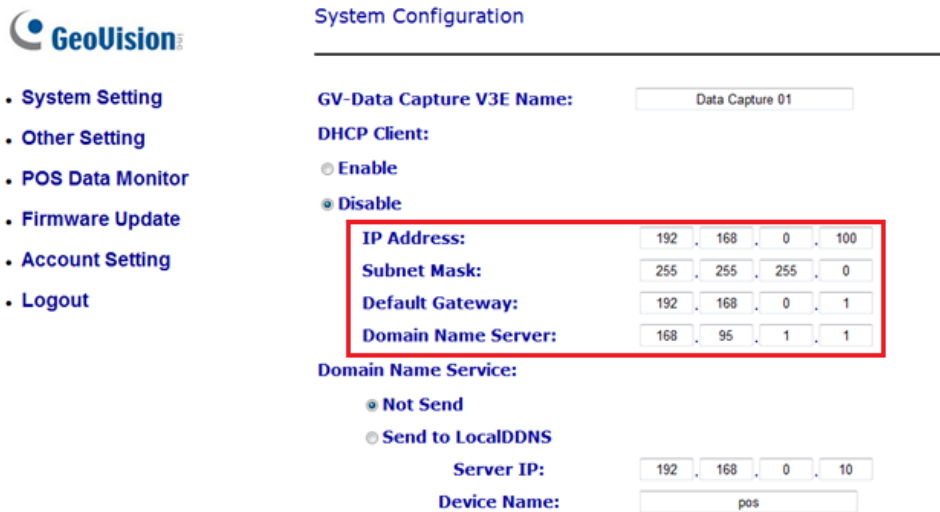 GeoVision
System Configuration
System Setting
Other Setting
POS Data Monitor
Firmware Update
Account Setting
Logout
GV-Data Capture V3E Name: Data Capture 01
DHCP Client:
Enable
Disable
IP Address: 192 . 168 . 0 . 100
Subnet Mask: 255 . 255 . 255 . 0
Default Gateway: 192 . 168 . 0 . 1
Domain Name Server: 168 . 95 . 1 . 1
Domain Name Service:
Not Send
Send to LocalDDNS
Server IP: 192 . 168 . 0 . 10
Device Name: pos